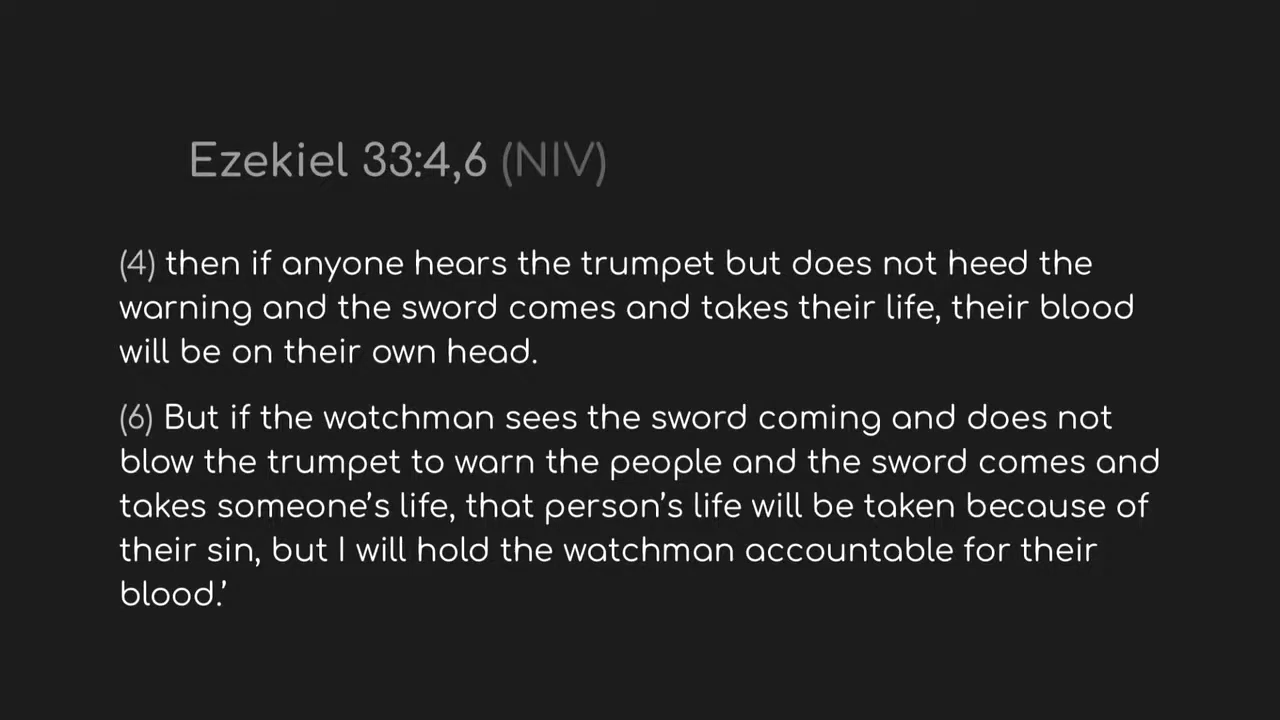 Ezekiel 33:4,6 (NIV)
(4) then if anyone hears the trumpet but does not heed the
warning and the sword comes and takes their life, their blood
will be on their own head.
(6) But if the watchman sees the sword coming and does not
blow the trumpet to warn the people and the sword comes and
takes someone’s life, that person’s life will be taken because of
their sin, but I will hold the watchman accountable for their
blood.’